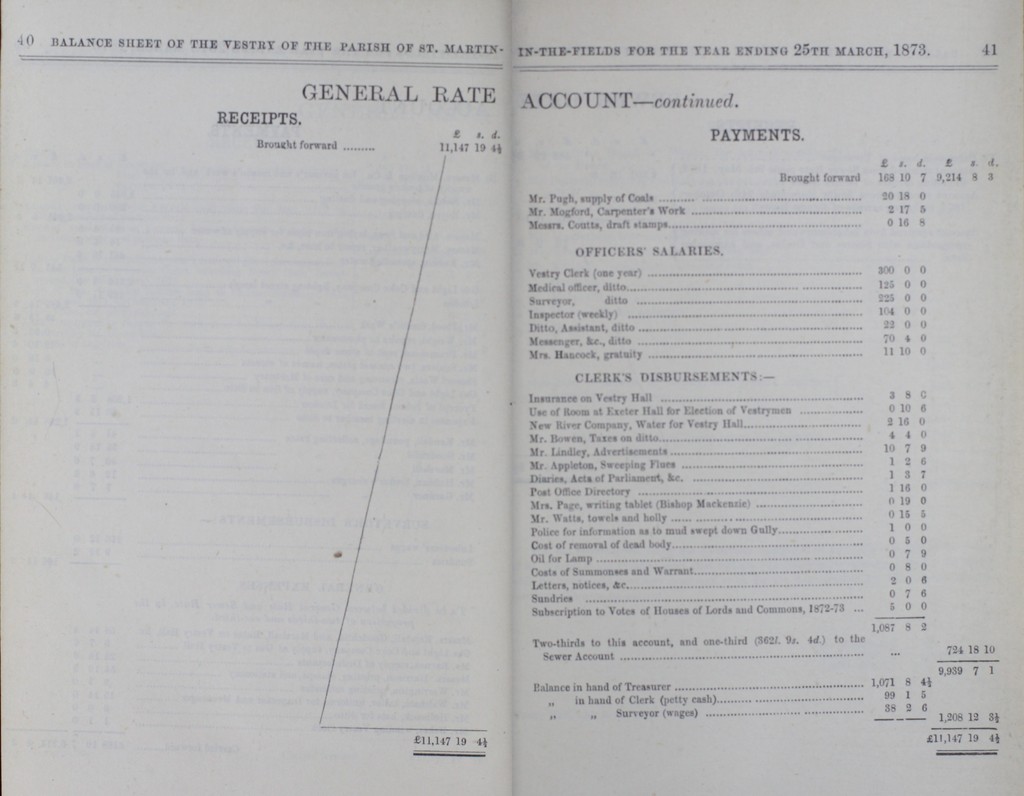 40 BALANCE SHEET OF THE VESTRY OF THE PARISH OF ST. MARTIN-
GENERAL RATE
RECEIPTS.
£ s. d.
Brought forward ......... 11,147 19 4½
£11,147 19 4½
IN-THE-FIELDS FOR THE YEAR ENDING 25TH MARCH, 1873. 41
ACCOUNT—continued.
PAYMENTS.
£ s. d. £ s. d.
Brought forward 168 10 7 9,214 8 3
Mr. Pugh, supply of Coals ........ 20 18 0
Mr. Mogford, Carpenter's Work ........ 2 17 5
Messrs. Coutts, draft stamps........ 0 16 8
OFFICERS' SALARIES.
Vestry Clerk (one year) ........ 300 0 0
Medical officer, ditto........ 125 0 0
Surveyor, ditto ........ 225 0 0
Inspector (weekly) ........ 104 0 0
Ditto, Assistant, ditto ........ 22 0 0
Messenger, &c., ditto ........ 70 4 0
Mrs. Hancock, gratuity ........ 11 10 0
CLERK'S DISBURSEMENTS:—
Insurance on Vestry Hall ........ 3 8 0
Use of Room at Exeter Hall for Election of Vestrymen ........ 0 10 6
New River Company, Water for Vestry Hall........ 2 16 0
Mr. Bowen, Taxes on ditto........ 4 4 0
Mr. Lindley, Advertisements ........ 10 7 9
Mr. Appleton, Sweeping Flues ........ 1 2 6
Diaries, Acts of Parliament, &c. ........ 1 3 7
Post Office Directory ........ 1 16 0
Mrs. Page, writing tablet (Bishop Mackenzie) ........ 0 19 0
Mr. Watts, towels and holly ........ 0 15 5
Police for information as to mud swept down Gully........ 1 0 0
Cost of removal of dead body........ 0 5 0
Oil for Lamp ........ 0 7 9
Costs of Summonses and Warrant........ 0 8 0
Letters, notices, &c........ 2 0 6
Sundries ........ 0 7 6
Subscription to Votes of Houses of Lords and Commons, 1872-73 ... 5 0 0
1,087 8 2
Two-thirds to this account, and one-third (362l. 9s. 4d.) to the
Sewer Account ........ ... 724 18 10
9,939 7 1
Balance in hand of Treasurer ........ 1,071 8 4½
„ in hand of Clerk (petty cash)........ 99 1 5
„ „ Surveyor (wages) ........ 38 2 6
1,208 12 3½
£11,147 19 4½